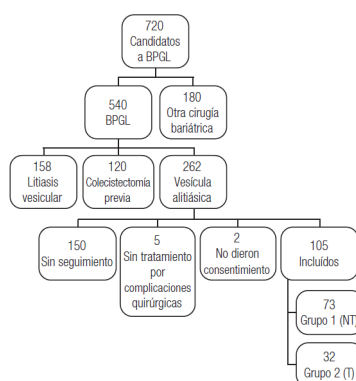 720
Candidatos
a BPGL
540
BPGL
180
Otra cirugía
bariátrica
158
Litiasis
vesicular
120
Colecistectomía
previa
262
Vesícula
alitiásica
150
Sin seguimiento
5
Sin tratamiento
por
complicaciones
quirúrgicas
2
No dieron
consentimiento
105
Incluídos
73
Grupo 1 (NT)
32
Grupo 2 (T)